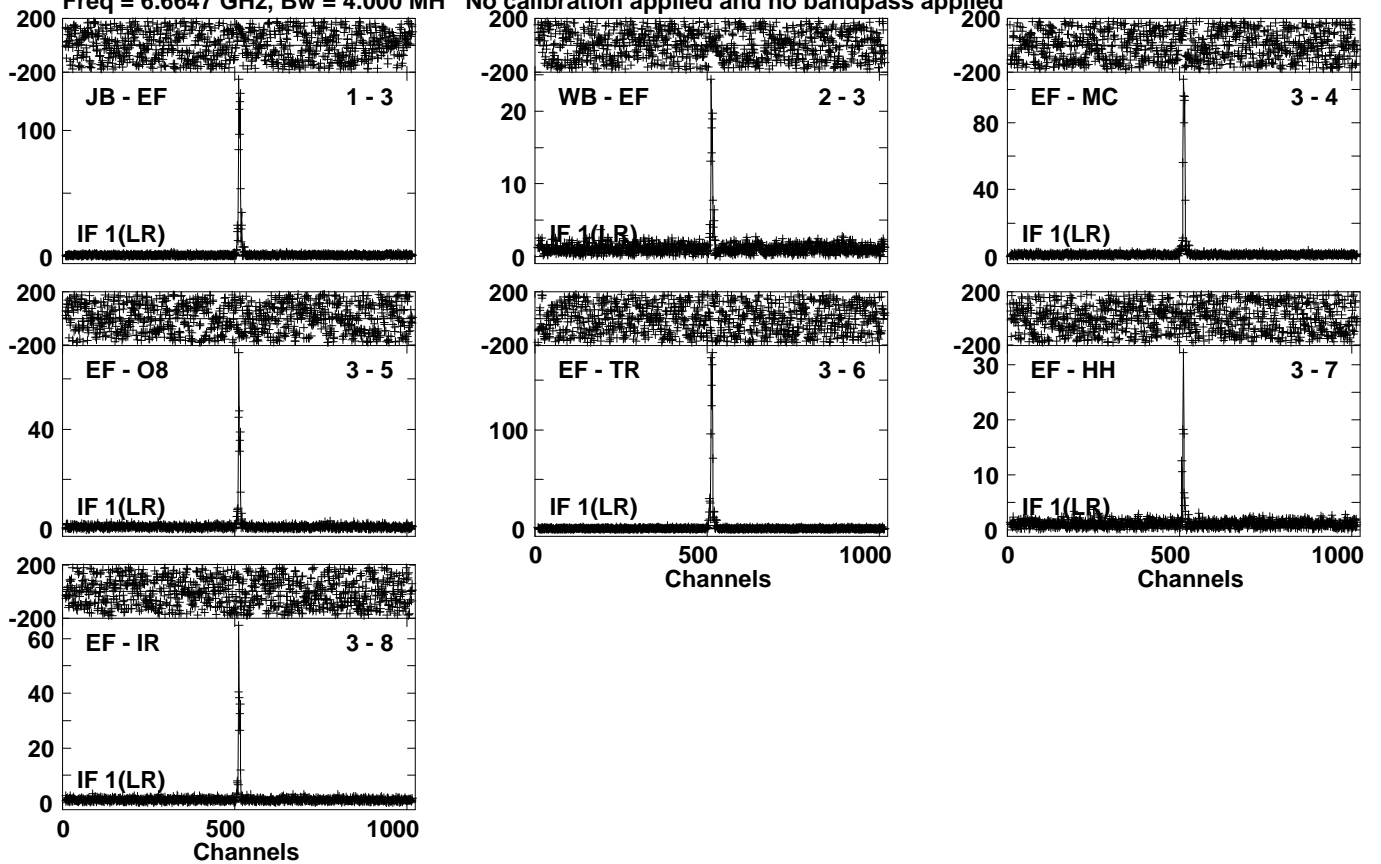 Freq = 6.6647 GHz, Bw = 4.000 MH No calibration applied and no bandpass applied
200
-200
JB - EF 1 - 3
100
IF 1(LR)
0
200
-200
WB - EF 2 - 3
20
10
IF 1(LR)
0
200
-200
EF - MC 3 - 4
80
40
IF 1(LR)
0
200
-200
EF - O8 3 - 5
40
IF 1(LR)
0
200
-200
EF - TR 3 - 6
100
IF 1(LR)
0
0 500 1000
Channels
200
-200
30
EF - HH 3 - 7
20
10
IF 1(LR)
0
0 500 1000
Channels
200
-200
60
EF - IR 3 - 8
40
20
IF 1(LR)
0
0 500 1000
Channels